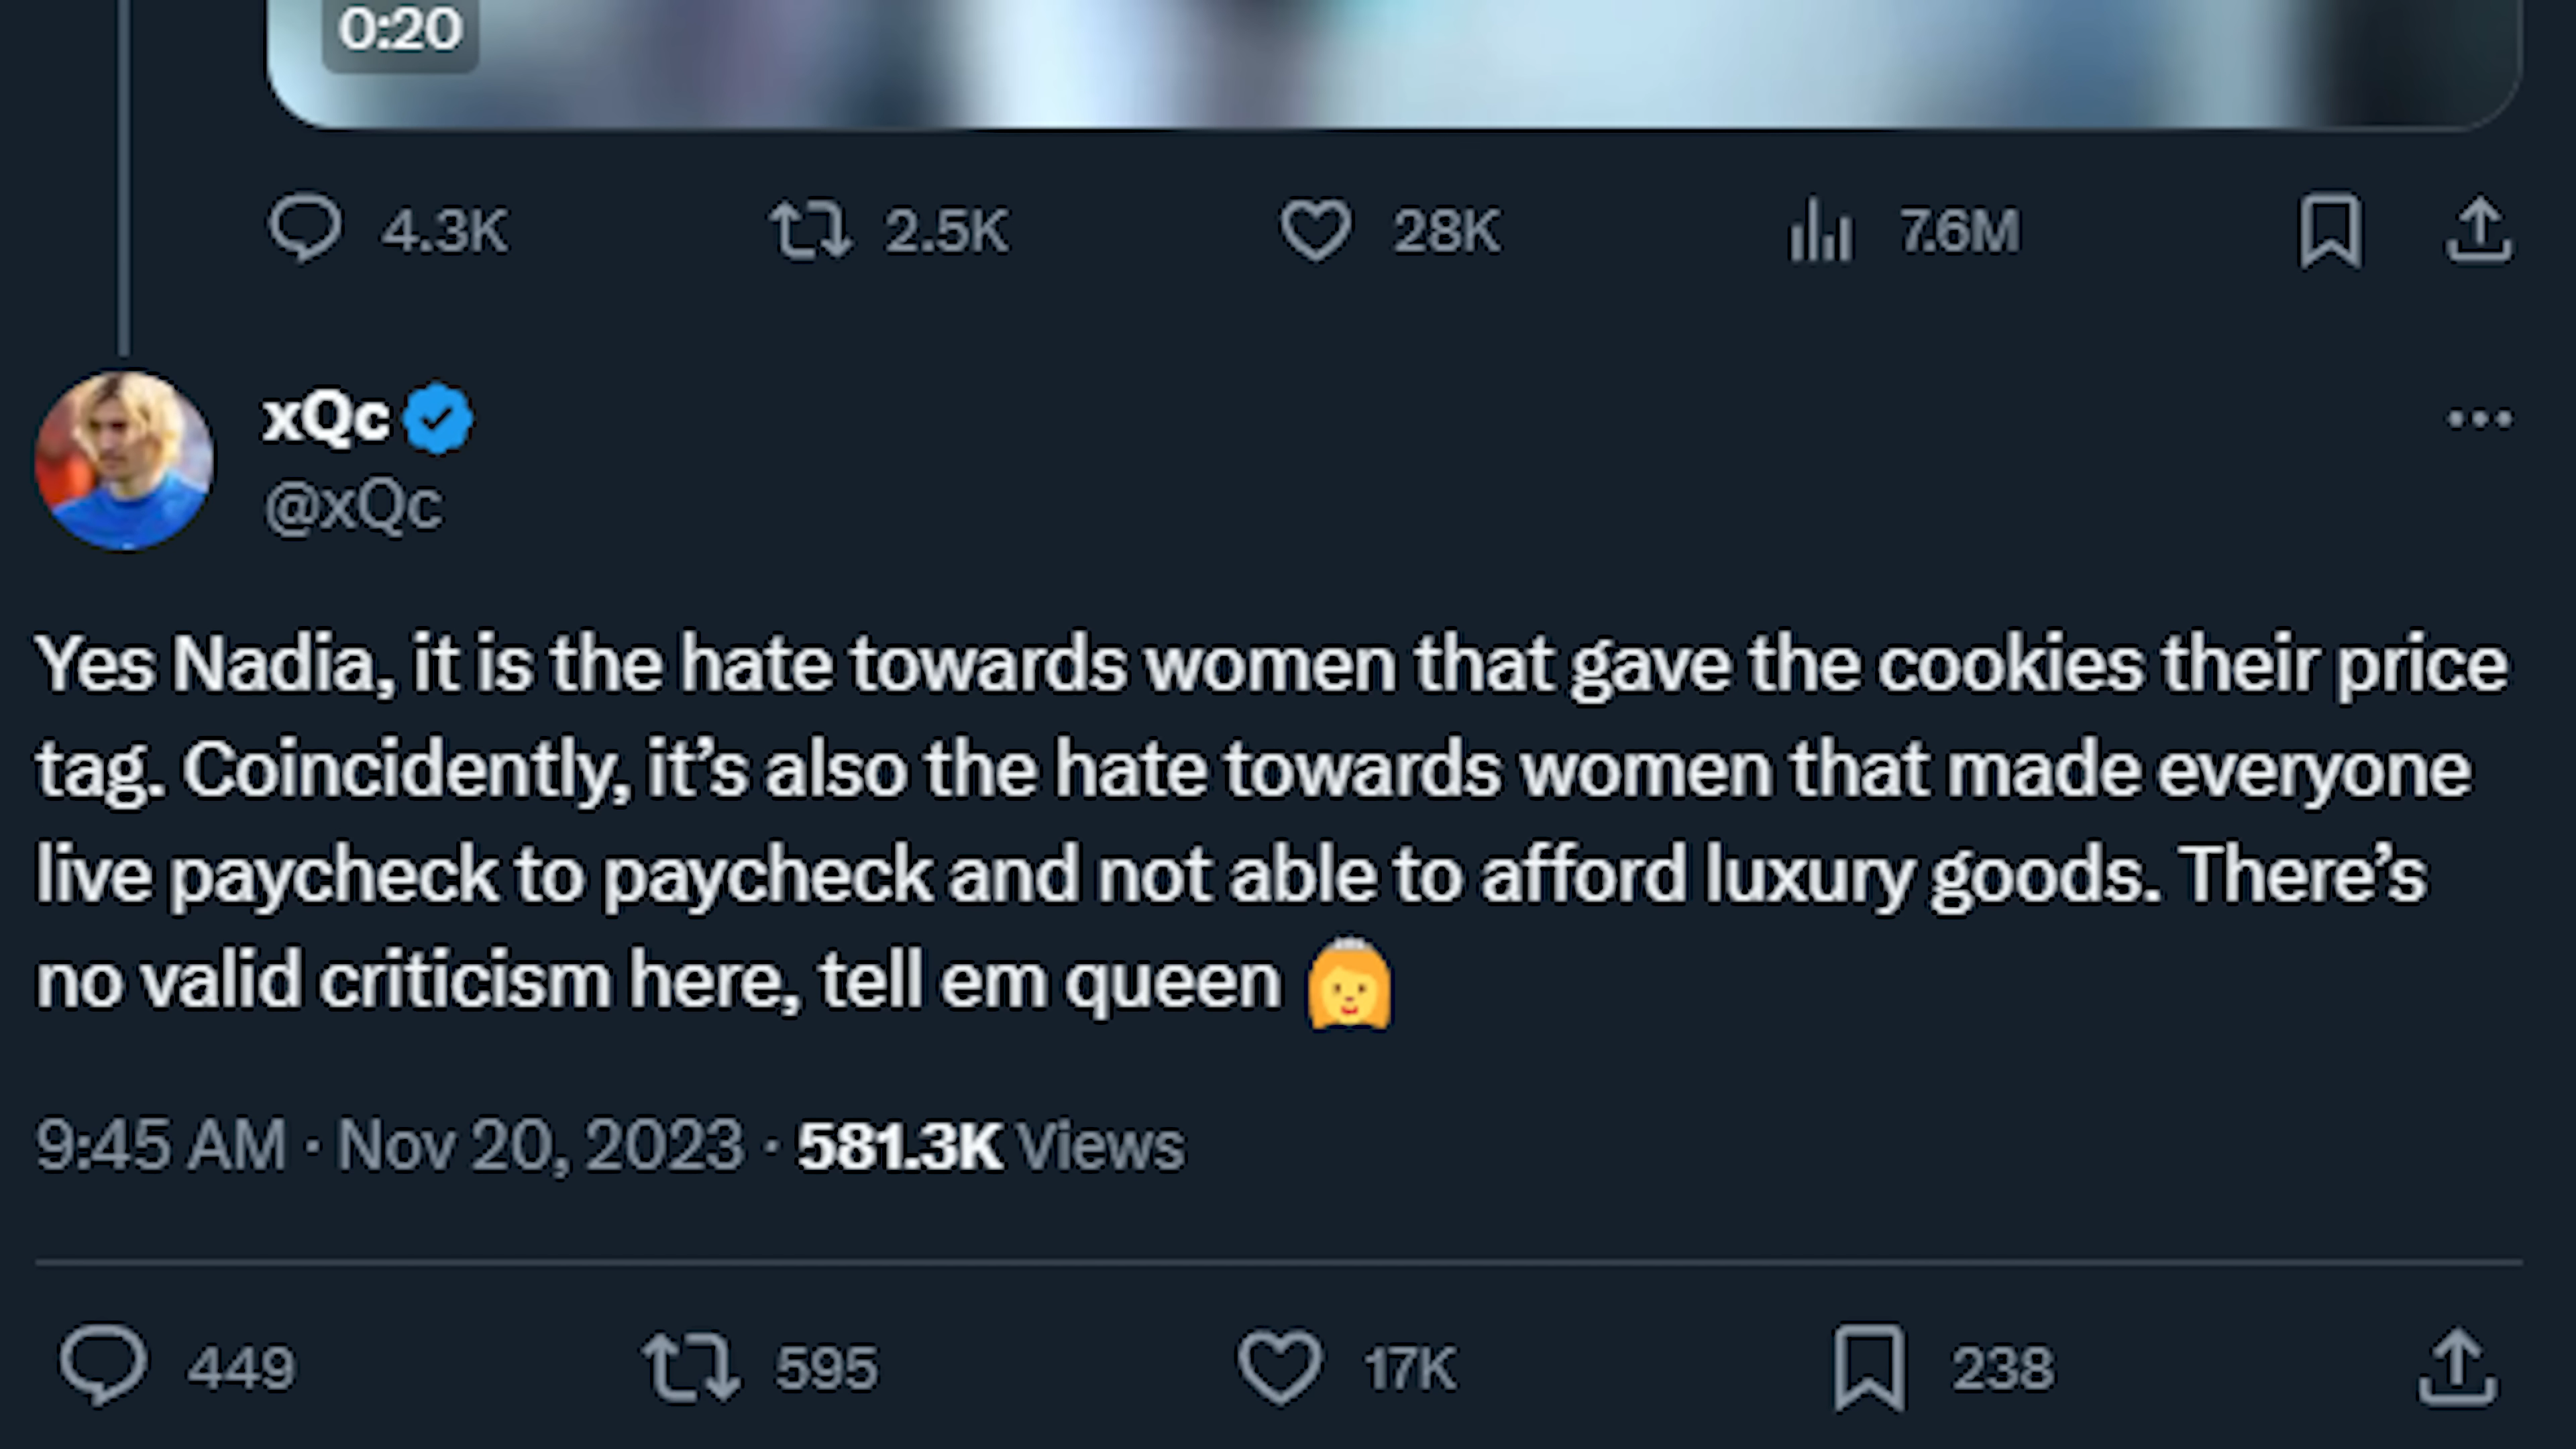 0:20
4.3K 2.5K 28K 7.6M
xQc
@xQc
Yes Nadia, it is the hate towards women that gave the cookies their price
tag. Coincidently, it’s also the hate towards women that made everyone
live paycheck to paycheck and not able to afford luxury goods. There’s
no valid criticism here, tell em queen 👸
9:45 AM · Nov 20, 2023 · 581.3K Views
449 595 17K 238